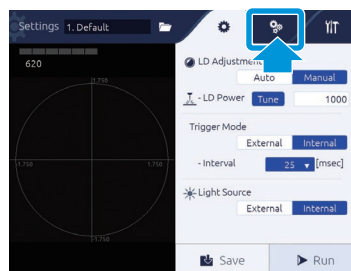 Settings 1. Default
620
1.750
-1.750 1.750
-1.750
LD Adjustment
Auto Manual
- LD Power Tune 1000
Trigger Mode
External Internal
- Interval 25 [msec]
Light Source
External Internal
Save Run